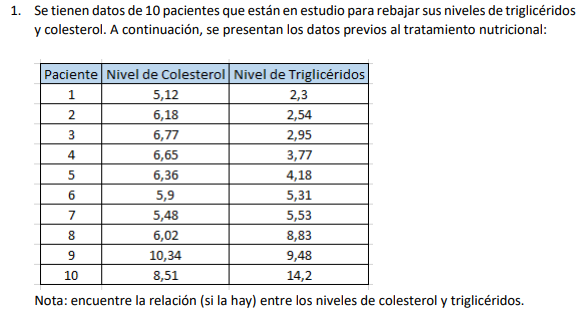 1. Se tienen datos de 10 pacientes que están en estudio para rebajar sus niveles de triglicéridos
y colesterol. A continuación, se presentan los datos previos al tratamiento nutricional:
Paciente Nivel de Colesterol Nivel de Triglicéridos
1 5,12 2,3
2 6,18 2,54
3 6,77 2,95
4 6,65 3,77
5 6,36 4,18
6 5,9 5,31
7 5,48 5,53
8 6,02 8,83
9 10,34 9,48
10 8,51 14,2
Nota: encuentre la relación (si la hay) entre los niveles de colesterol y triglicéridos.